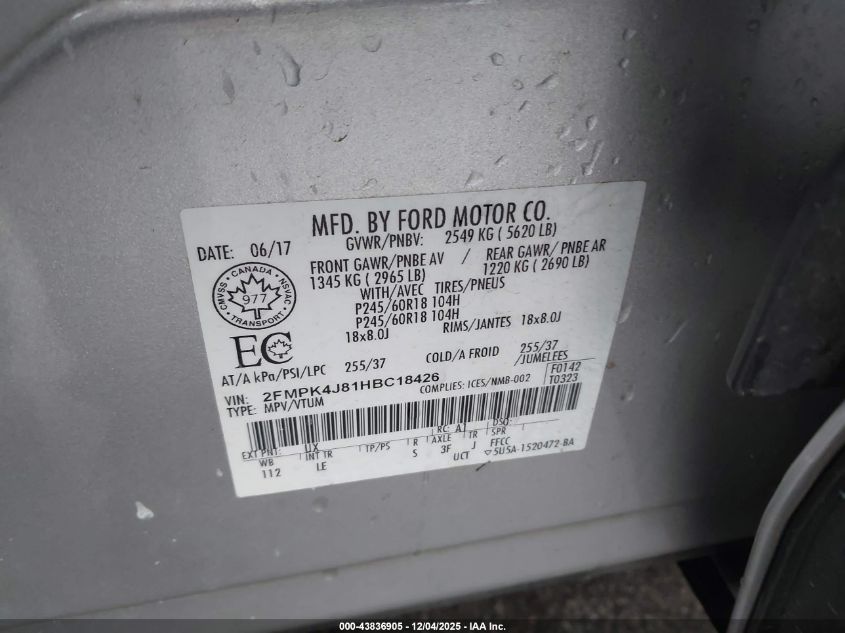 MFD. BY FORD MOTOR CO.
DATE: 06/17
GVWR/PNBV: 2549 KG ( 5620 LB)
FRONT GAWR/PNBE AV / REAR GAWR/ PNBE AR
1345 KG ( 2965 LB) 1220 KG ( 2690 LB)
WITH/AVEC TIRES/PNEUS
P245/60R18 104H
P245/60R18 104H
18x8.0J RIMS/JANTES 18x8.0J
CANADA
CMVSS NSVAC
977
TRANSPORT
EC
AT/A kPa/PSI/LPC 255/37 COLD/A FROID 255/37
/JUMELEES
VIN: 2FMPK4J81HBC18426 COMPLIES: ICES/NMB-002 F0142
TYPE: MPV/VTUM T0323
EXT PNT: UX RC: A1 DSO:
WB INT TR TP/PS R AXLE TR SPR
112 LE S 3F J FFCC
UCT 5U5A-1520472-BA
000-43836905 - 12/04/2025 - IAA Inc.